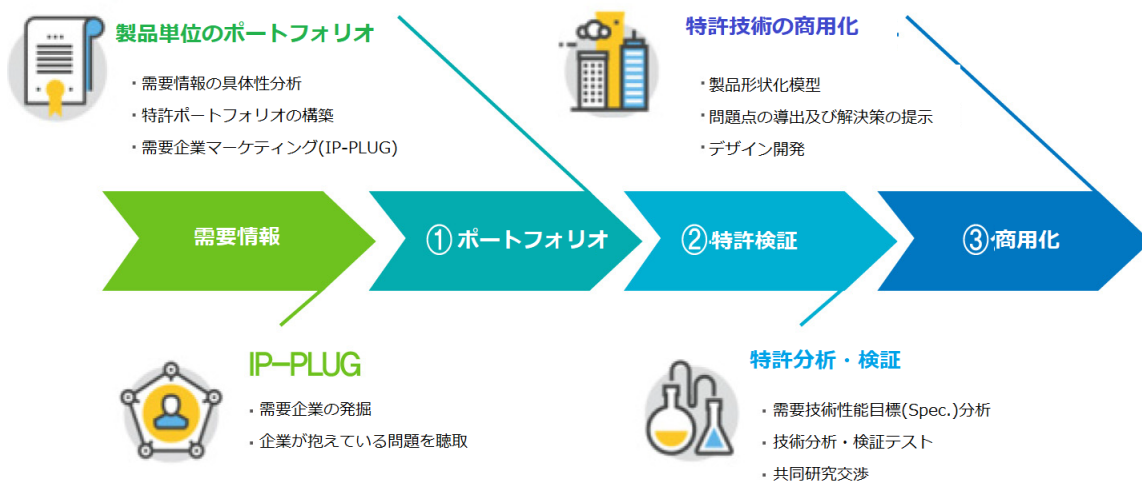 製品単位のポートフォリオ
・需要情報の具体性分析
・特許ポートフォリオの構築
・需要企業マーケティング(IP-PLUG)
特許技術の商用化
・製品形状化模型
・問題点の導出及び解決策の提示
・デザイン開発
需要情報
①ポートフォリオ
②特許検証
③商用化
IP-PLUG
・需要企業の発掘
・企業が抱えている問題を聴取
特許分析・検証
・需要技術性能目標(Spec.)分析
・技術分析・検証テスト
・共同研究交渉